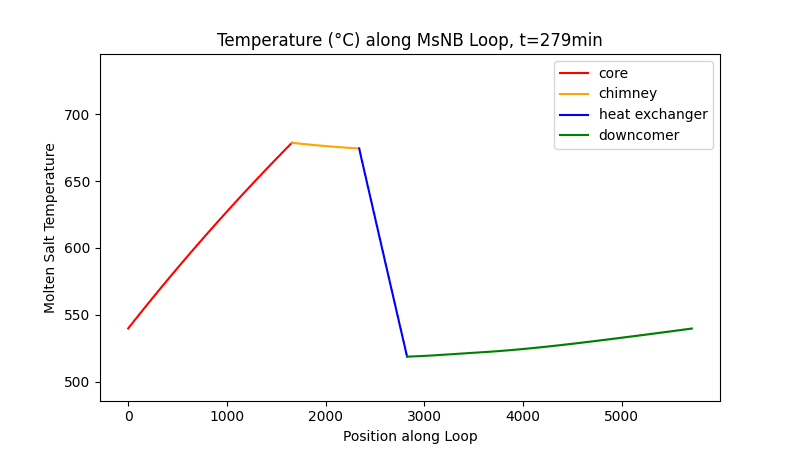 Temperature (°C) along MsNB Loop, t=279min
core
chimney
heat exchanger
downcomer
Molten Salt Temperature
700
650
600
550
500
0 1000 2000 3000 4000 5000
Position along Loop